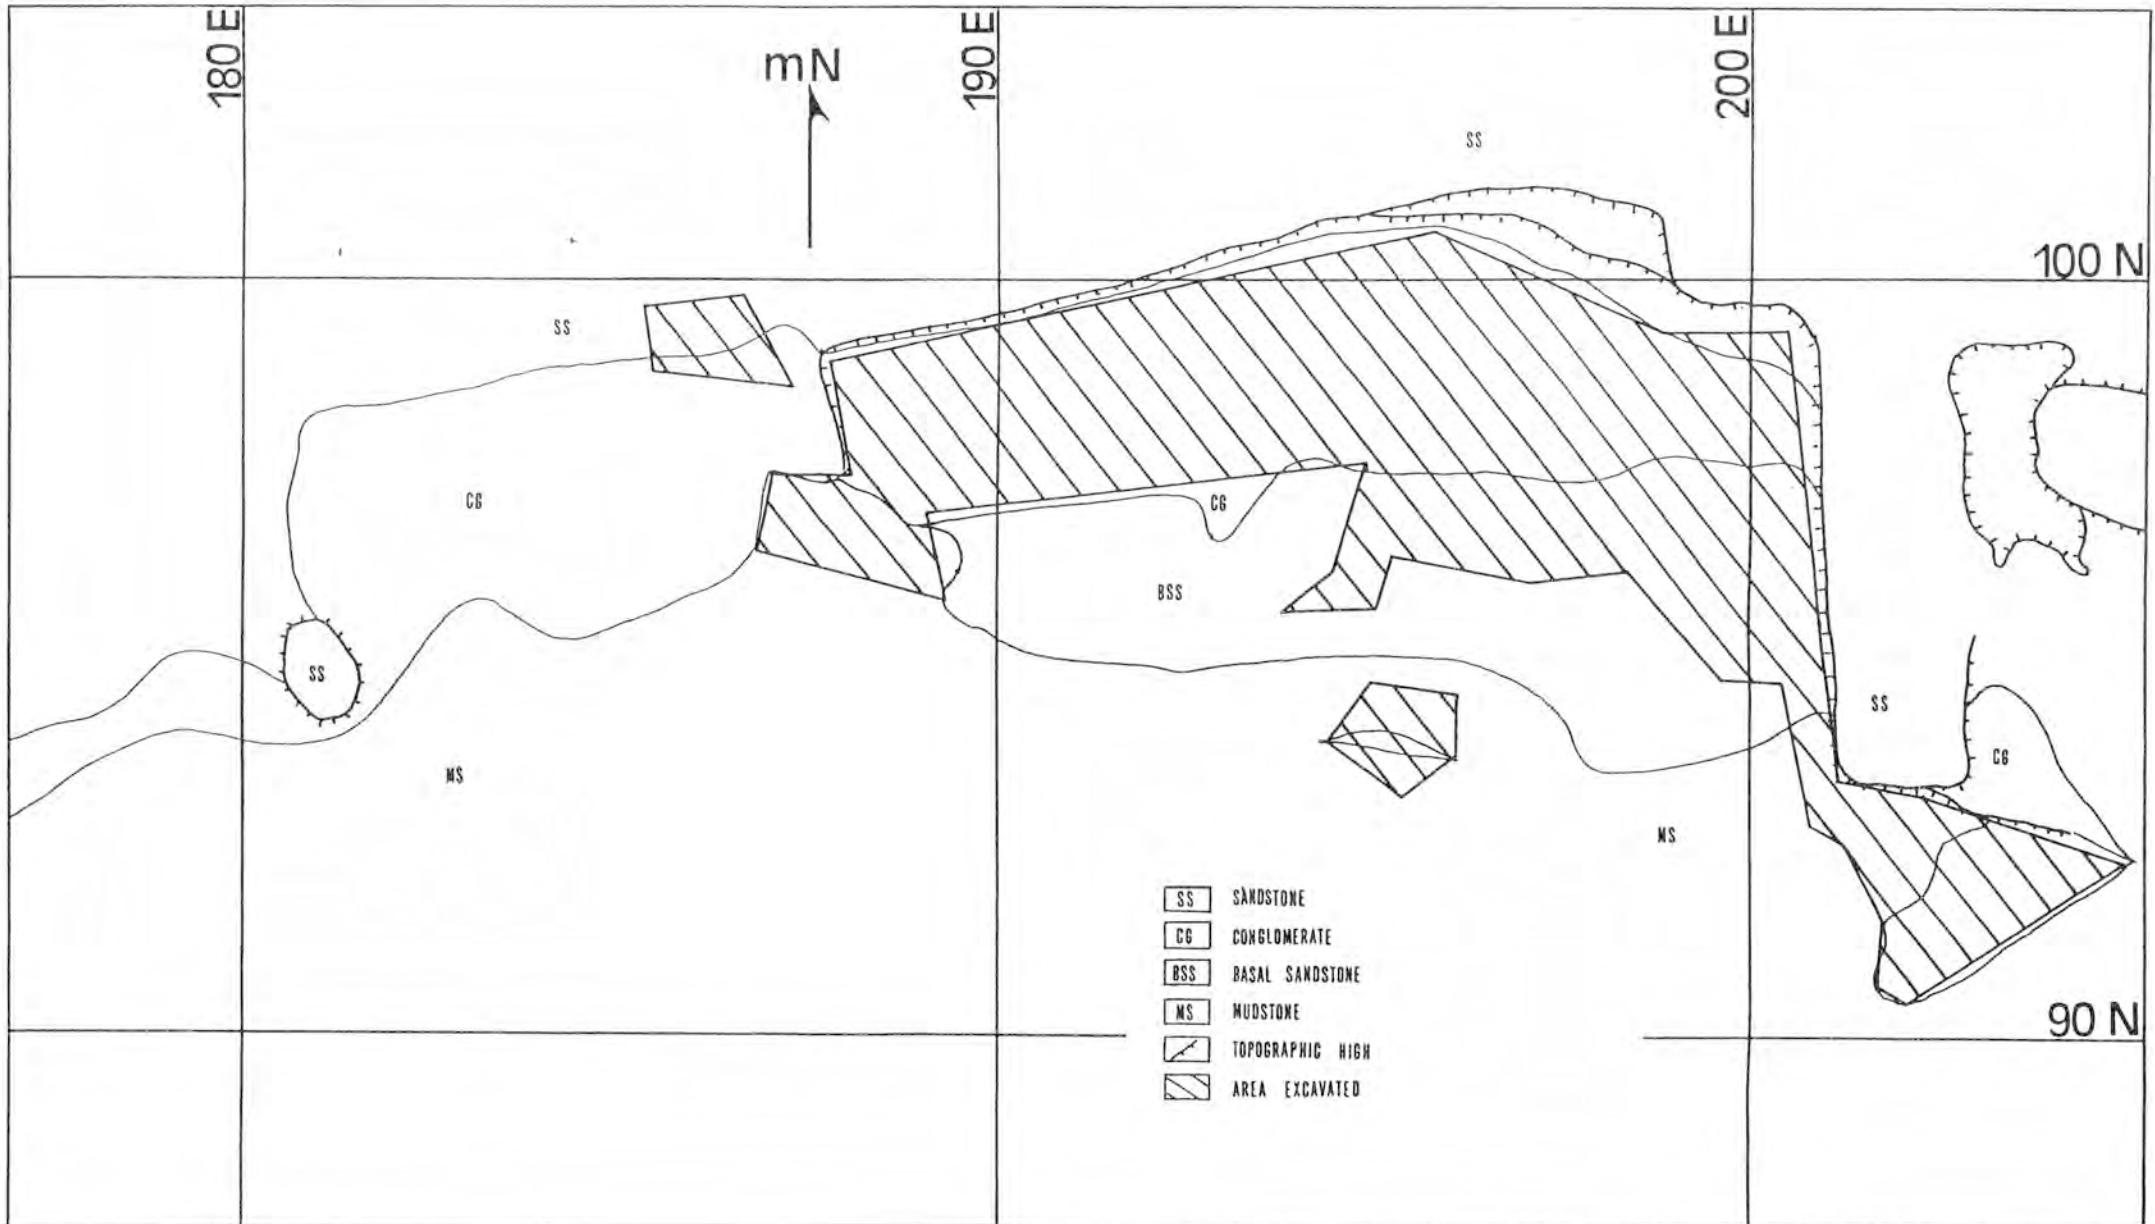 180 E
190 E
200 E
mN
SS
100 N
SS
CG
CG
BSS
SS
SS
CG
MS
MS
SS SANDSTONE
CG CONGLOMERATE
BSS BASAL SANDSTONE
MS MUDSTONE
TOPOGRAPHIC HIGH
AREA EXCAVATED
90 N